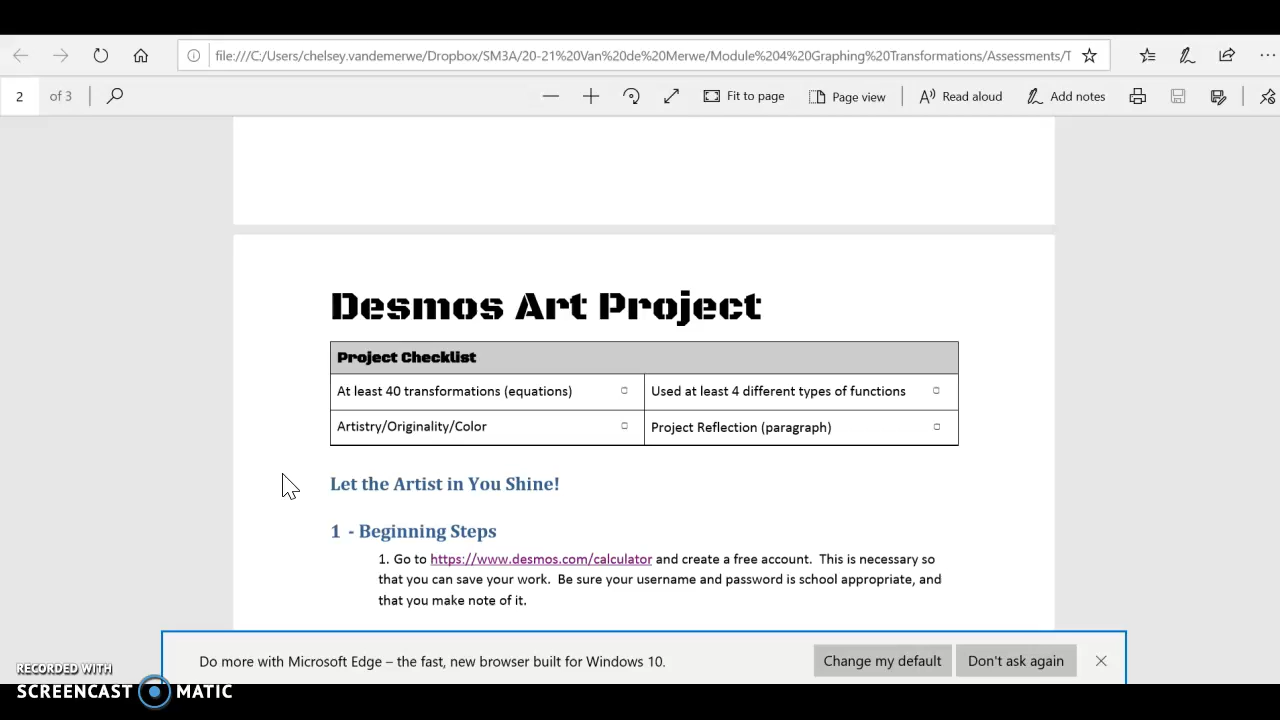 file:///C:/Users/chelsey.vandemerwe/Dropbox/SM3A/20-21%20Van%20de%20Merwe/Module%204%20Graphing%20Transformations/Assessments/T
2 of 3
Fit to page
Page view
Read aloud
Add notes
Desmos Art Project
Project Checklist
At least 40 transformations (equations)
Used at least 4 different types of functions
Artistry/Originality/Color
Project Reflection (paragraph)
Let the Artist in You Shine!
1 - Beginning Steps
1. Go to https://www.desmos.com/calculator and create a free account. This is necessary so
that you can save your work. Be sure your username and password is school appropriate, and
that you make note of it.
Do more with Microsoft Edge – the fast, new browser built for Windows 10.
Change my default
Don't ask again
RECORDED WITH
SCREENCAST MATIC